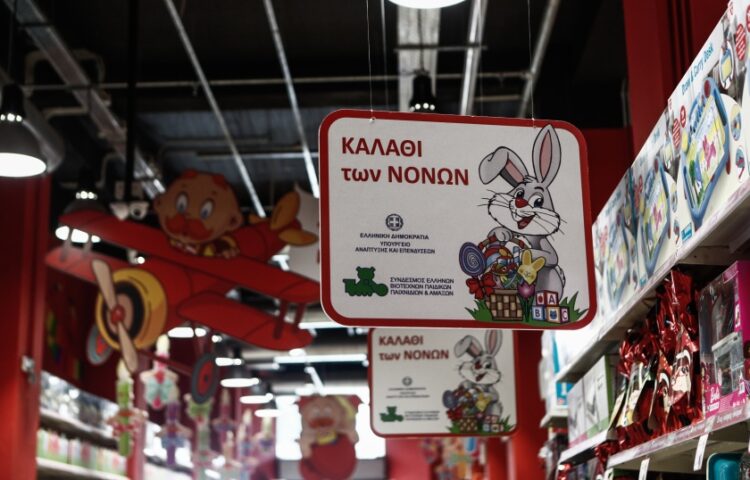 ΚΑΛΑΘΙ
των ΝΟΝΩΝ
ΕΛΛΗΝΙΚΗ ΔΗΜΟΚΡΑΤΙΑ
ΥΠΟΥΡΓΕΙΟ
ΑΝΑΠΤΥΞΗΣ ΚΑΙ ΕΠΕΝΔΥΣΕΩΝ
ΣΥΝΔΕΣΜΟΣ ΕΛΛΗΝΩΝ
ΒΙΟΤΕΧΝΩΝ ΠΑΙΔΙΚΩΝ
ΠΑΙΧΝΙΔΙΩΝ & ΑΜΑΞΩΝ
A B C
ΚΑΛΑΘΙ
των ΝΟΝΩΝ